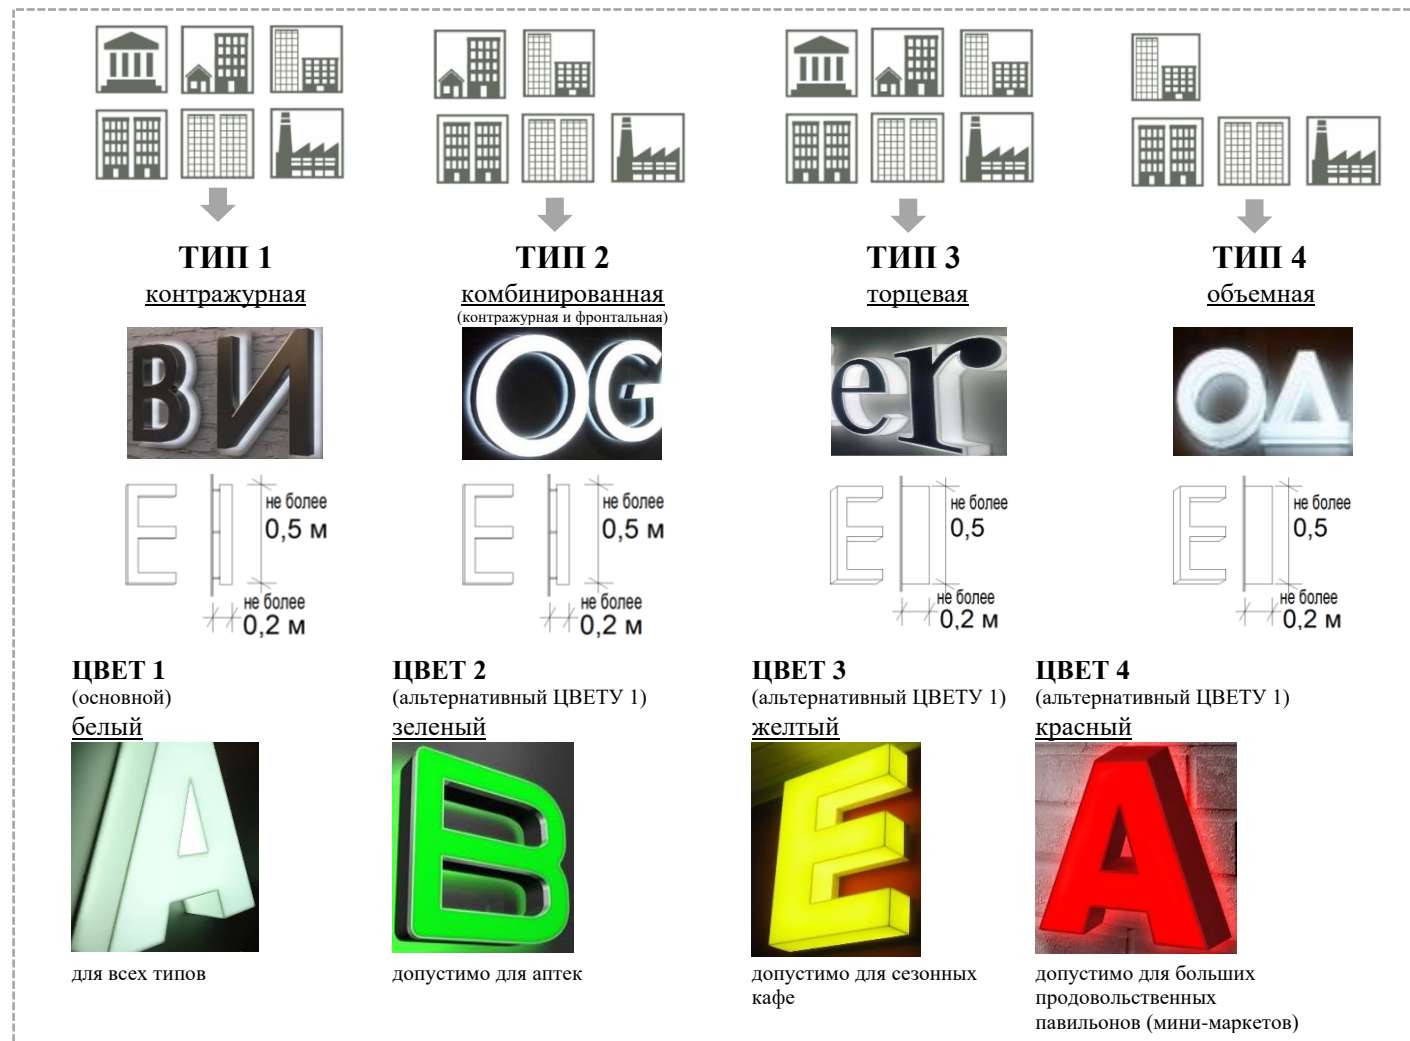 ТИП 1
контражурная
ВИ
не более
0,5 м
не более
0,2 м
ТИП 2
комбинированная
(контражурная и фронтальная)
OG
не более
0,5 м
не более
0,2 м
ТИП 3
торцевая
er
не более
0,5
не более
0,2 м
ТИП 4
объемная
ОД
не более
0,5
не более
0,2 м
ЦВЕТ 1
(основной)
белый
А
для всех типов
ЦВЕТ 2
(альтернативный ЦВЕТУ 1)
зеленый
В
допустимо для аптек
ЦВЕТ 3
(альтернативный ЦВЕТУ 1)
желтый
Е
допустимо для сезонных
кафе
ЦВЕТ 4
(альтернативный ЦВЕТУ 1)
красный
А
допустимо для больших
продовольственных
павильонов (мини-маркетов)